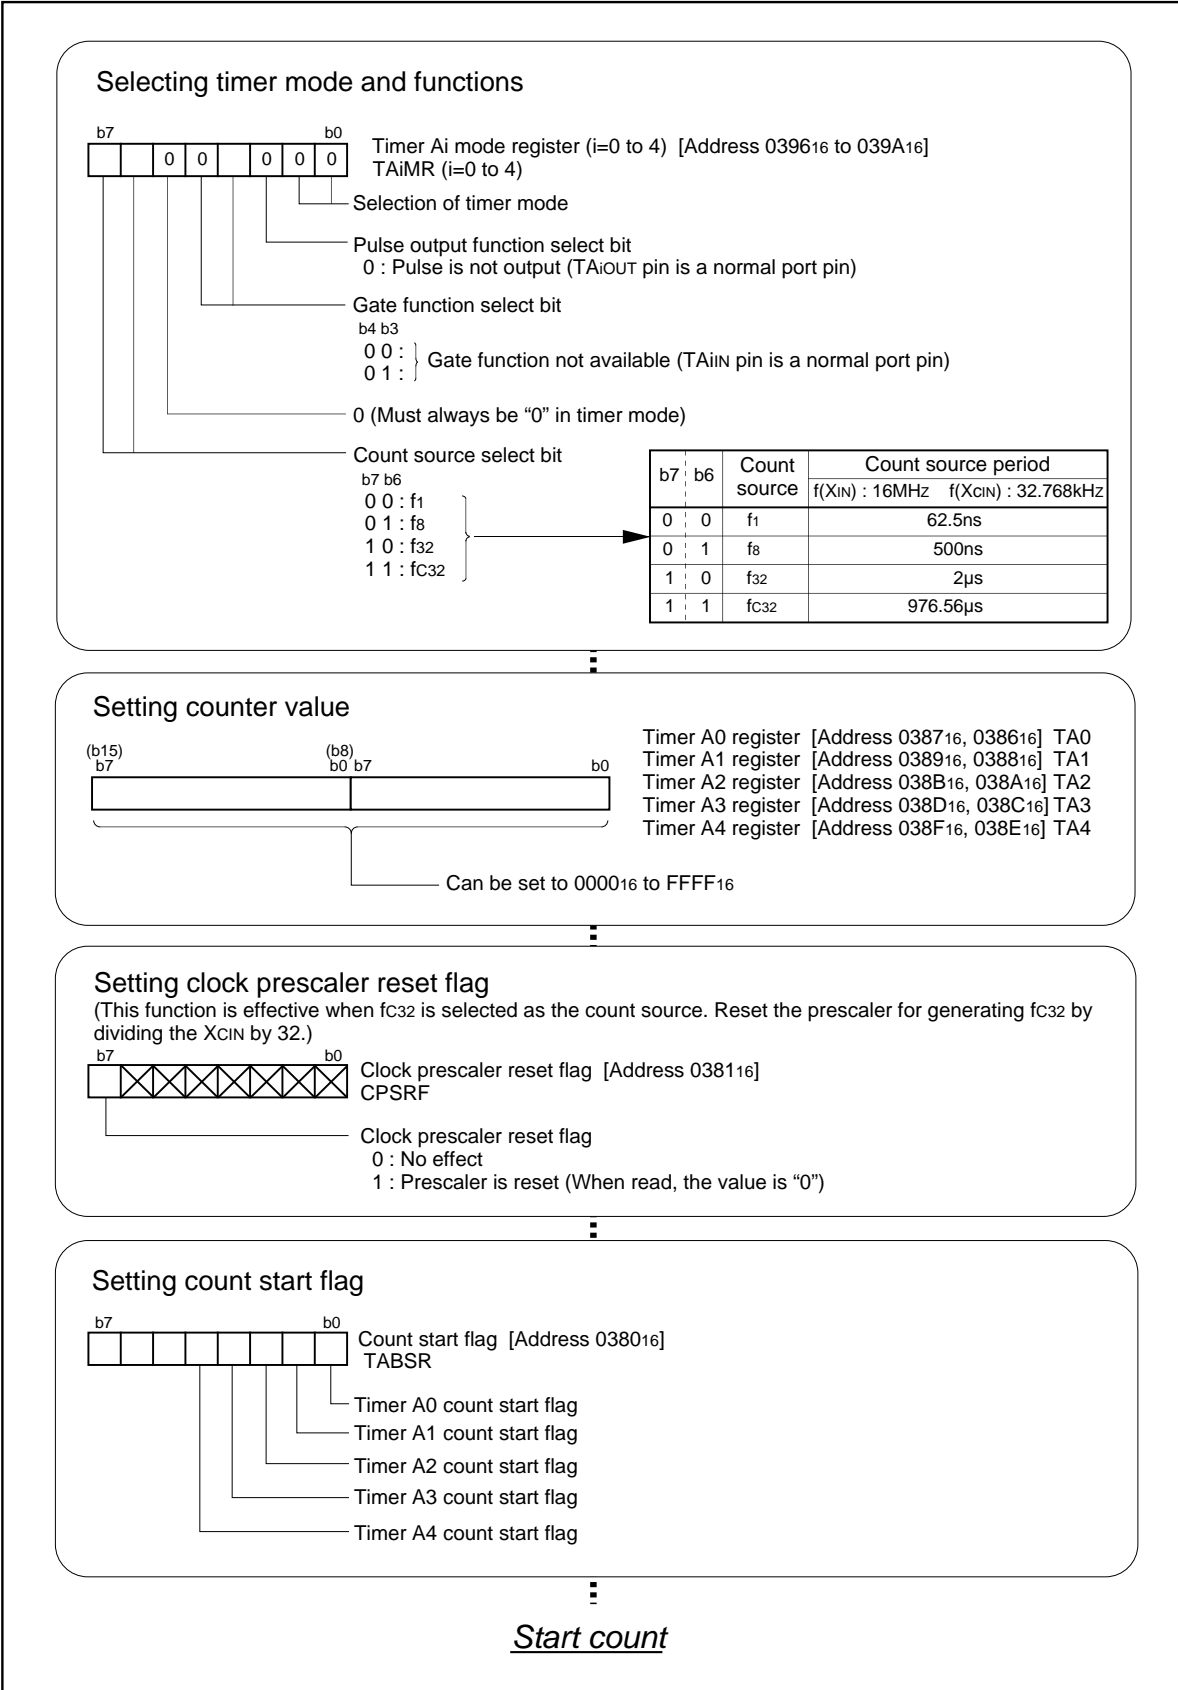 Selecting timer mode and functions
b7 b0
0 0 0 0 0
Timer Ai mode register (i=0 to 4) [Address 039616 to 039A16]
TAiMR (i=0 to 4)
Selection of timer mode
Pulse output function select bit
0 : Pulse is not output (TAiOUT pin is a normal port pin)
Gate function select bit
b4 b3
0 0 :
0 1 :
Gate function not available (TAiIN pin is a normal port pin)
0 (Must always be “0” in timer mode)
Count source select bit
b7 b6
0 0 : f1
0 1 : f8
1 0 : f32
1 1 : fC32
b7 b6 Count source Count source period
f(XIN) : 16MHz f(XCIN) : 32.768kHz
0 0 f1 62.5ns
0 1 f8 500ns
1 0 f32 2µs
1 1 fC32 976.56µs
Setting counter value
(b15) (b8)
b7 b0 b7 b0
Timer A0 register [Address 038716, 038616] TA0
Timer A1 register [Address 038916, 038816] TA1
Timer A2 register [Address 038B16, 038A16] TA2
Timer A3 register [Address 038D16, 038C16] TA3
Timer A4 register [Address 038F16, 038E16] TA4
Can be set to 000016 to FFFF16
Setting clock prescaler reset flag
(This function is effective when fC32 is selected as the count source. Reset the prescaler for generating fC32 by
dividing the XCIN by 32.)
b7 b0
Clock prescaler reset flag [Address 038116]
CPSRF
Clock prescaler reset flag
0 : No effect
1 : Prescaler is reset (When read, the value is “0”)
Setting count start flag
b7 b0
Count start flag [Address 038016]
TABSR
Timer A0 count start flag
Timer A1 count start flag
Timer A2 count start flag
Timer A3 count start flag
Timer A4 count start flag
Start count